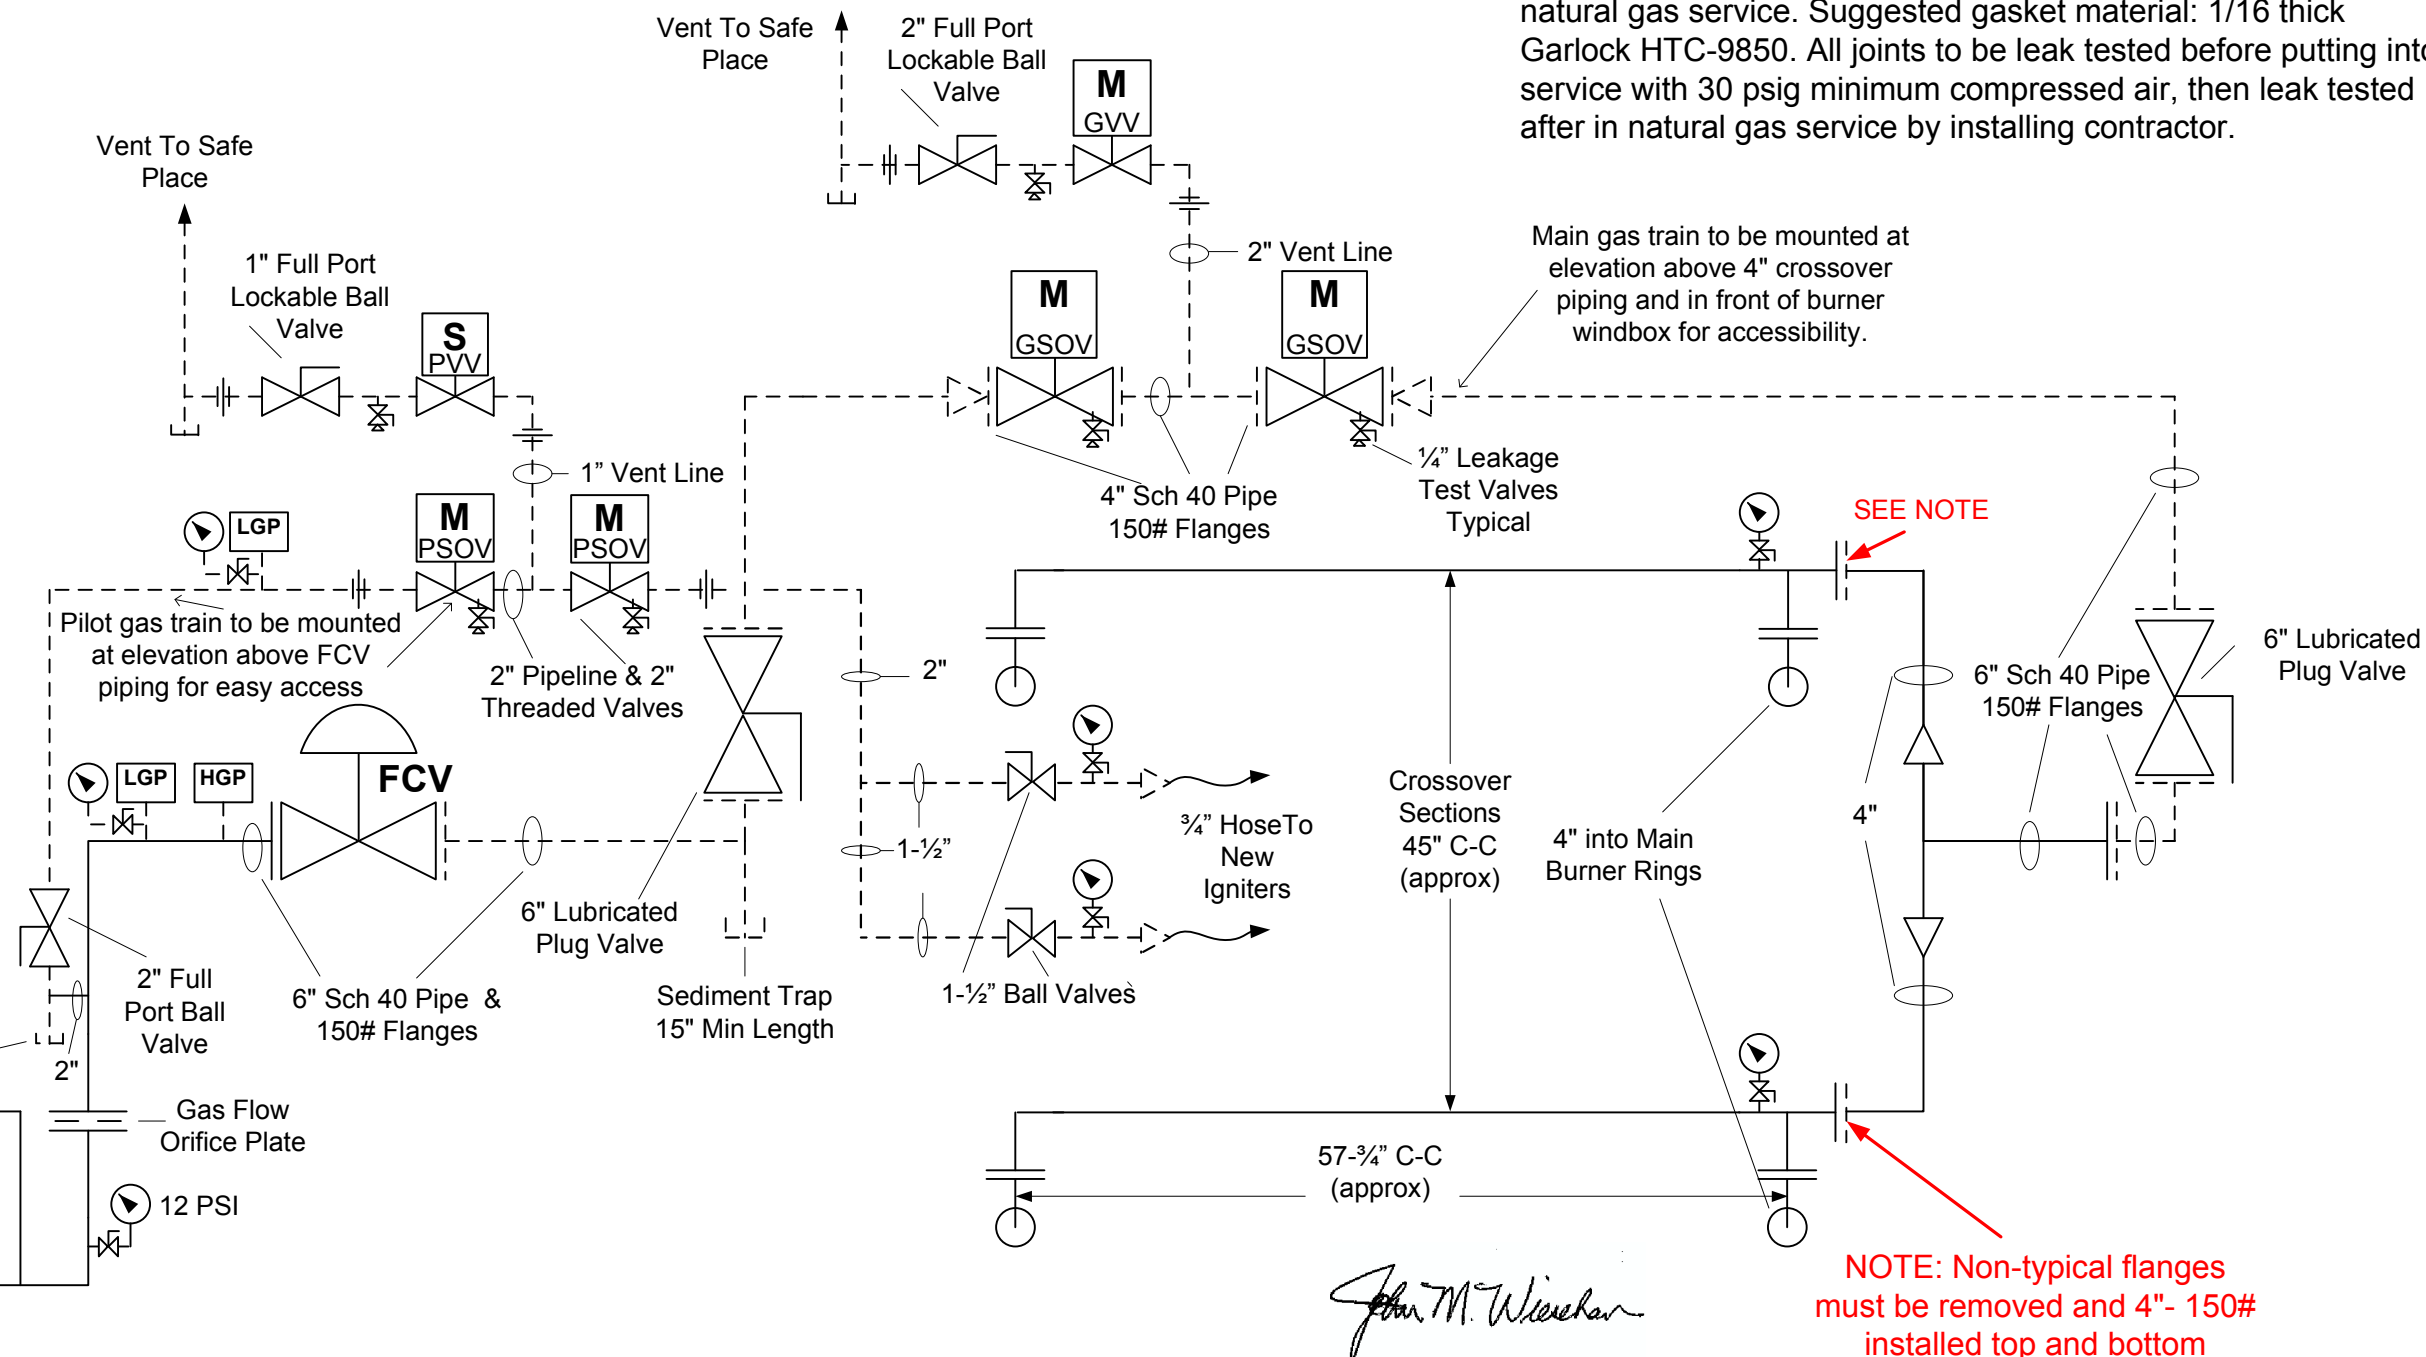 natural gas service. Suggested gasket material: 1/16 thick
Garlock HTC-9850. All joints to be leak tested before putting into
service with 30 psig minimum compressed air, then leak tested
after in natural gas service by installing contractor.
Vent To Safe
Place
2" Full Port
Lockable Ball
Valve
M
GVV
Vent To Safe
Place
2" Vent Line
Main gas train to be mounted at
elevation above 4" crossover
piping and in front of burner
windbox for accessibility.
1" Full Port
Lockable Ball
Valve
S
PVV
M
GSOV
M
GSOV
1” Vent Line
¼” Leakage
Test Valves
Typical
4" Sch 40 Pipe
150# Flanges
SEE NOTE
LGP
M
PSOV
M
PSOV
Pilot gas train to be mounted
at elevation above FCV
piping for easy access
2" Pipeline & 2"
Threaded Valves
2"
6" Sch 40 Pipe
150# Flanges
6" Lubricated
Plug Valve
LGP
HGP
FCV
Crossover
Sections
45" C-C
(approx)
¾” HoseTo
New
Igniters
4" into Main
Burner Rings
4"
1-½”
6" Lubricated
Plug Valve
2" Full
Port Ball
Valve
6" Sch 40 Pipe &
150# Flanges
Sediment Trap
15" Min Length
1-½” Ball Valves
2"
Gas Flow
Orifice Plate
57-¾” C-C
(approx)
12 PSI
NOTE: Non-typical flanges
must be removed and 4"- 150#
installed top and bottom